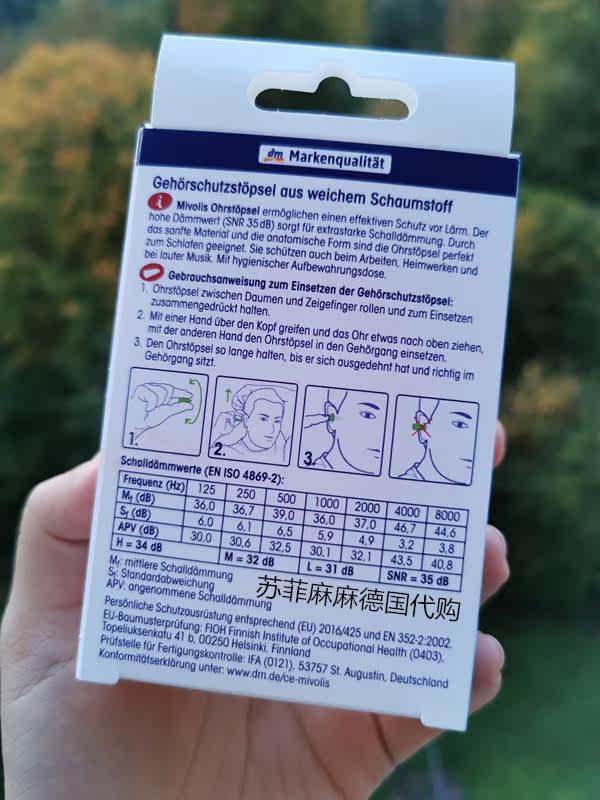 dm Markenqualität
Gehörschutzstöpsel aus weichem Schaumstoff
Mivolis Ohrstöpsel ermöglichen einen effektiven Schutz vor Lärm. Der
hohe Dämmwert (SNR 35 dB) sorgt für extrastarke Schalldämmung. Durch
das sanfte Material und die anatomische Form sind die Ohrstöpsel perfekt
zum Schlafen geeignet. Sie schützen auch beim Arbeiten, Heimwerken und
bei lauter Musik. Mit hygienischer Aufbewahrungsdose.
Gebrauchsanweisung zum Einsetzen der Gehörschutzstöpsel:
1. Ohrstöpsel zwischen Daumen und Zeigefinger rollen und zum Einsetzen
zusammengedrückt halten.
2. Mit einer Hand über den Kopf greifen und das Ohr etwas nach oben ziehen,
mit der anderen Hand den Ohrstöpsel in den Gehörgang einsetzen.
3. Den Ohrstöpsel so lange halten, bis er sich ausgedehnt hat und richtig im
Gehörgang sitzt.
1. 2. 3.
Schalldämmwerte (EN ISO 4869-2):
Frequenz (Hz) 125 250 500 1000 2000 4000 8000
Mf (dB) 36,0 36,7 39,0 36,0 37,0 46,7 44,6
Sf (dB) 6,0 6,1 6,5 5,9 4,9 3,2 3,8
APV (dB) 30,0 30,6 32,5 30,1 32,1 43,5 40,8
H = 34 dB M = 32 dB L = 31 dB SNR = 35 dB
Mf: mittlere Schalldämmung
Sf: Standardabweichung
APV: angenommene Schalldämmung
苏菲麻麻德国代购
Persönliche Schutzausrüstung entsprechend (EU) 2016/425 und EN 352-2:2002.
EU-Baumusterprüfung: FIOH Finnish Institute of Occupational Health (0403),
Topeliuksenkatu 41 b, 00250 Helsinki, Finnland
Prüfstelle für Fertigungskontrolle: IFA (0121), 53757 St. Augustin, Deutschland
Konformitätserklärung unter: www.dm.de/ce-mivolis